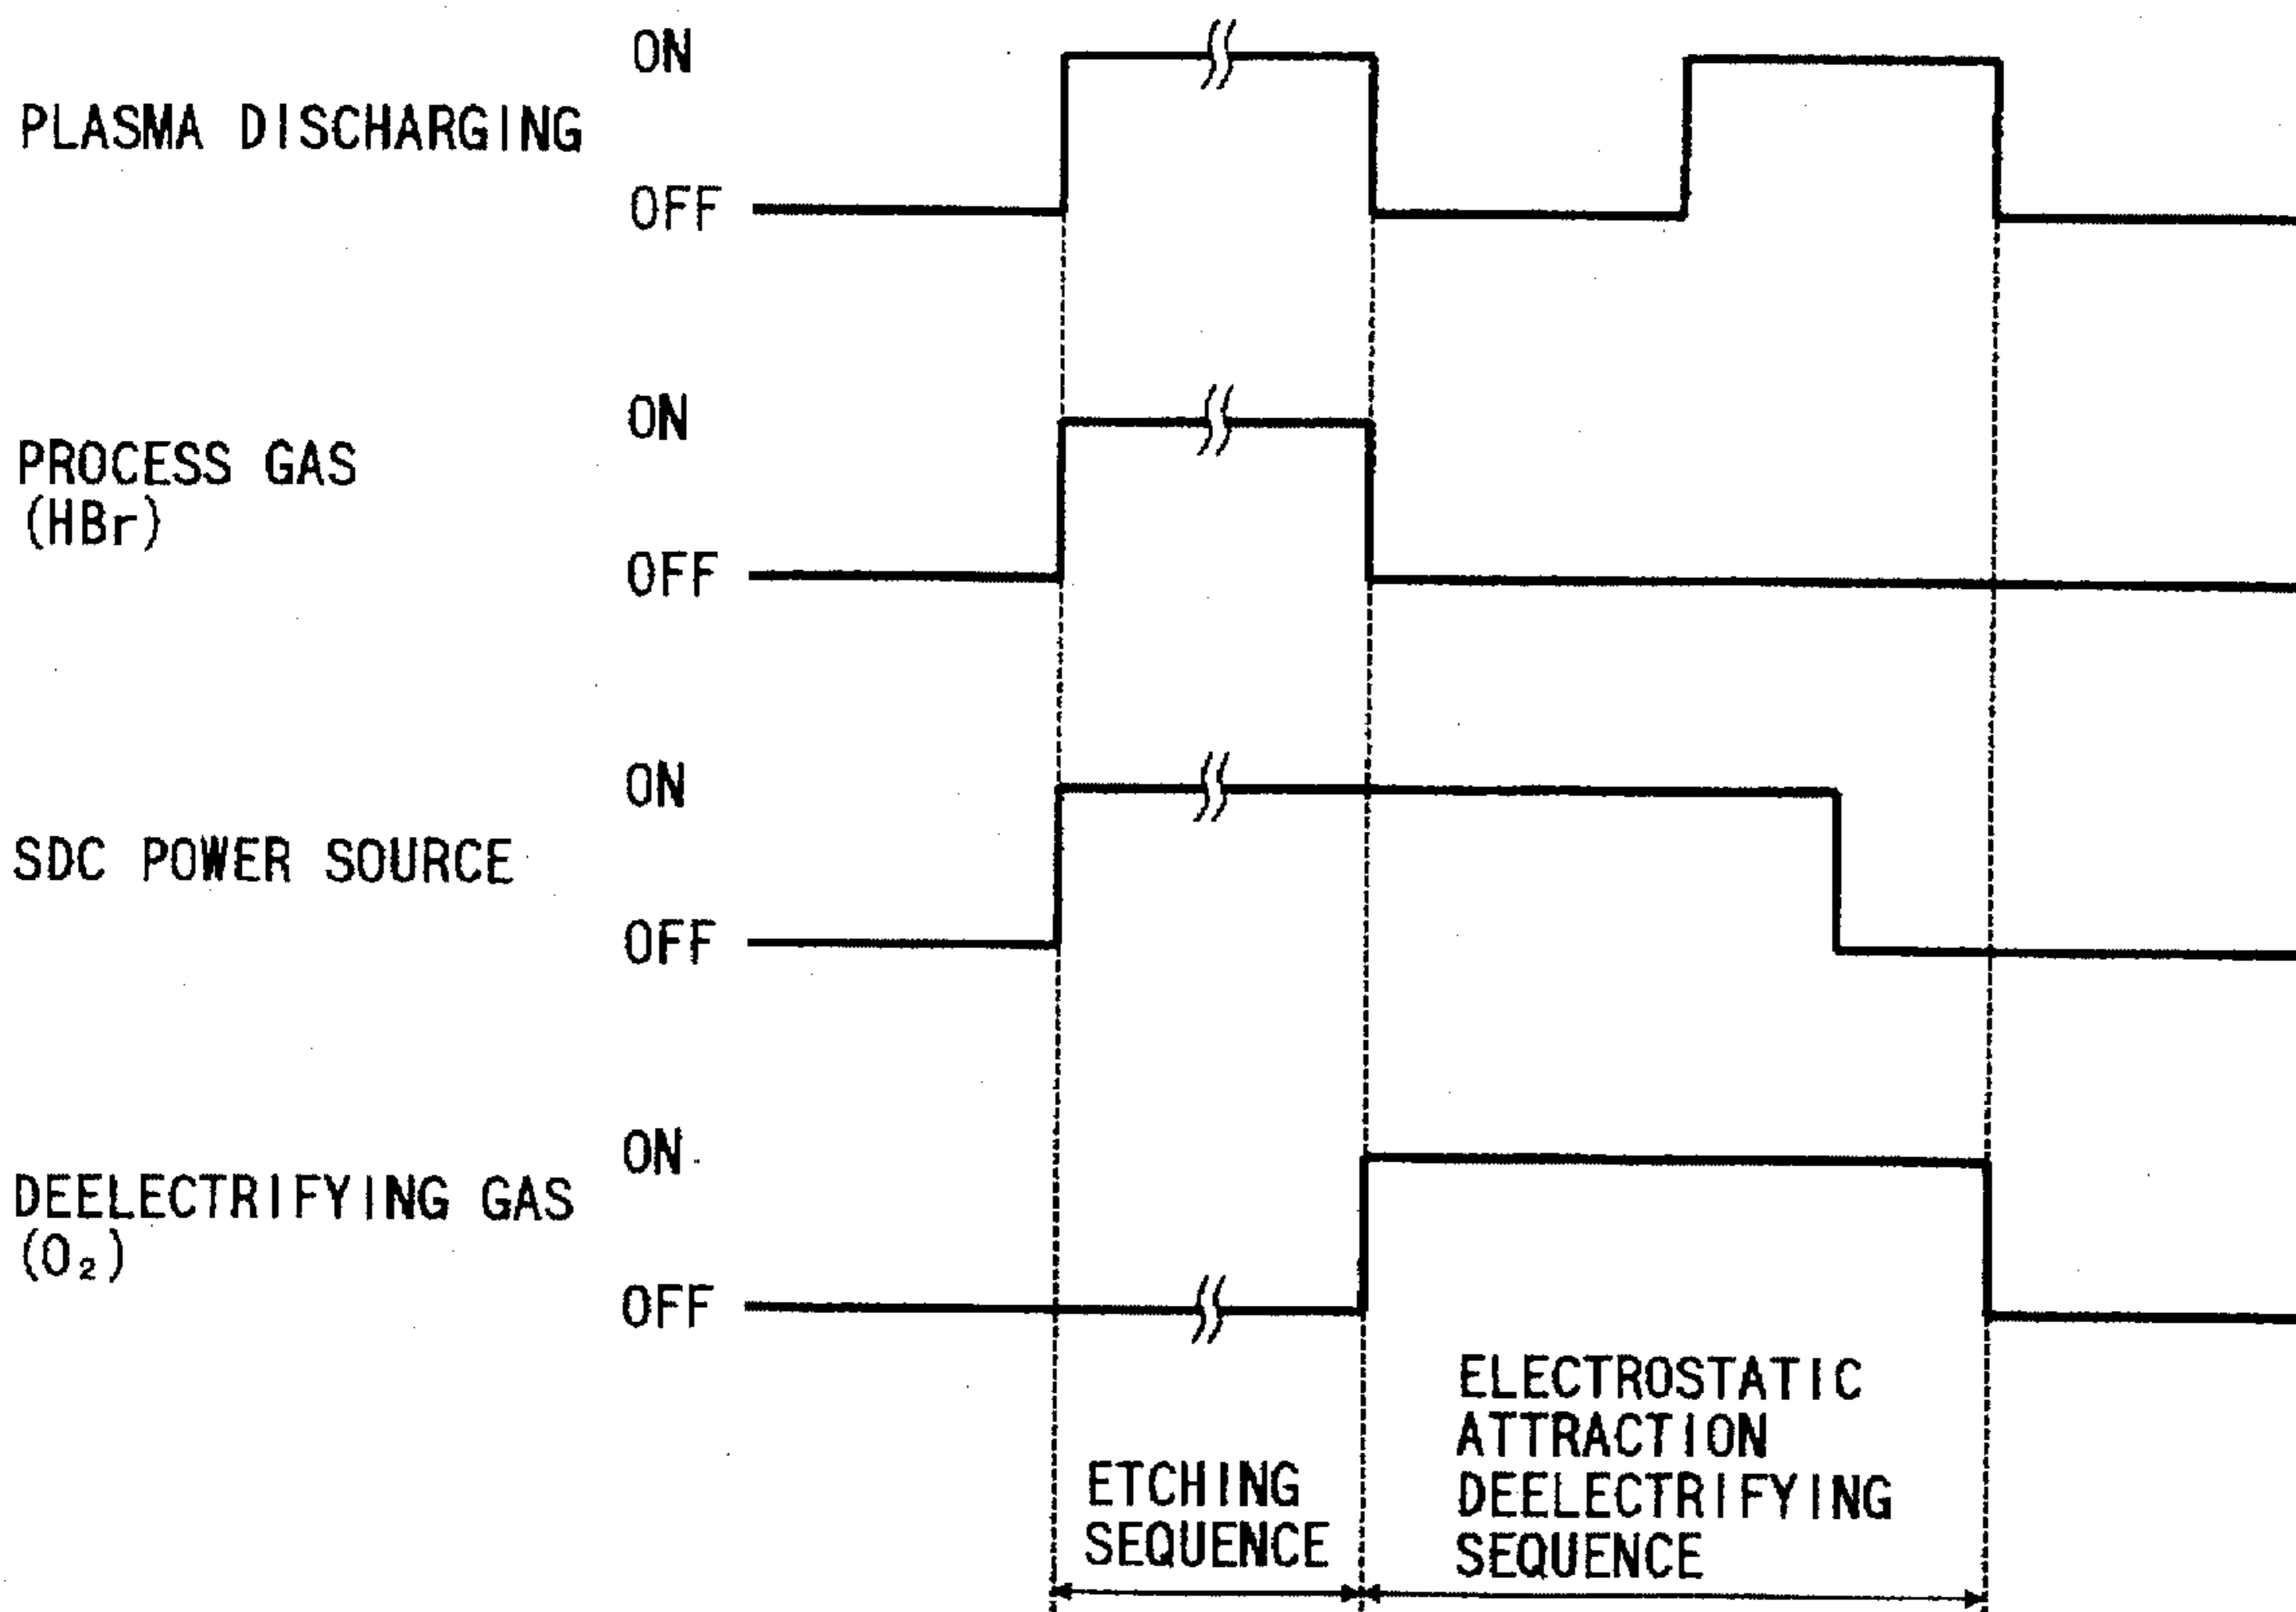 ON
PLASMA DISCHARGING
OFF
ON
PROCESS GAS
(HBr)
OFF
ON
SDC POWER SOURCE
OFF
ON
DEELECTRIFYING GAS
(O₂)
OFF
ETCHING
SEQUENCE
ELECTROSTATIC
ATTRACTION
DEELECTRIFYING
SEQUENCE